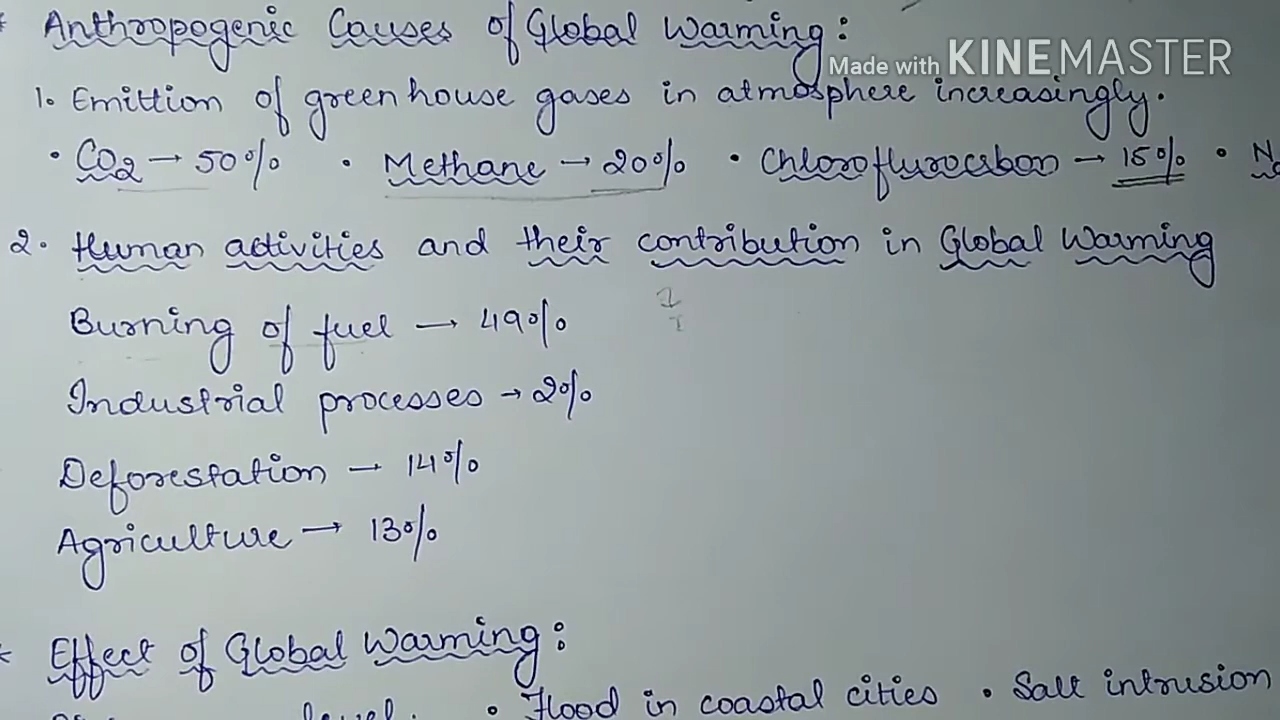 * Anthropogenic Causes of Global Warming:
Made with KINEMASTER
1. Emittion of greenhouse gases in atmosphere increasingly.
• CO2 → 50% • Methane → 20% • Chloroflurocarbon → 15% •
2. Human activities and their contribution in Global Warming
Burning of fuel → 49%
Industrial processes → 2%
Deforestation — 14%
Agriculture → 13%
Effect of Global Warming:
level. • Flood in coastal cities • Salt intrusion